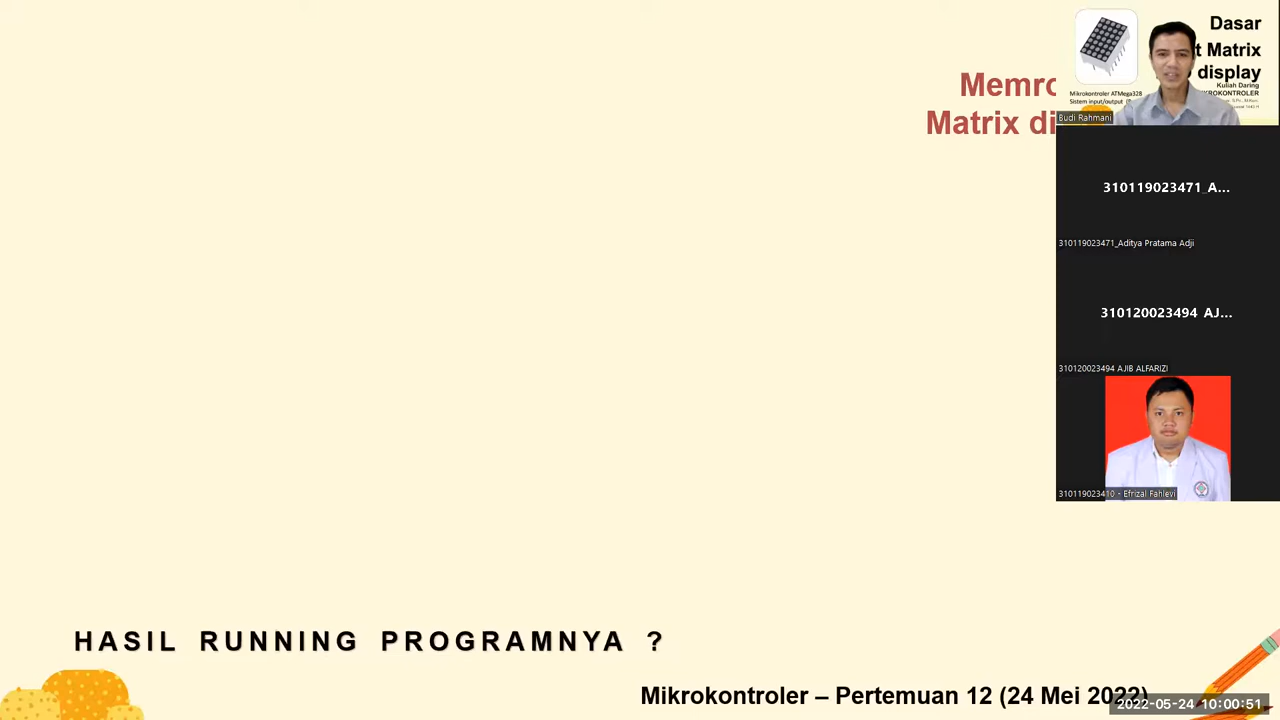 Memro
Matrix di
Dasar
t Matrix
display
Kuliah Daring
Mikrokontroler ATMega328
Sistem input/output
Budi Rahmani
310119023471_A...
310119023471_Aditya Pratama Adji
310120023494 AJ...
310120023494 AJIB ALFARIZI
310119023410 - Efrizal Fahlevi
HASIL RUNNING PROGRAMNYA ?
Mikrokontroler – Pertemuan 12 (24 Mei 2022)
2022-05-24 10:00:51